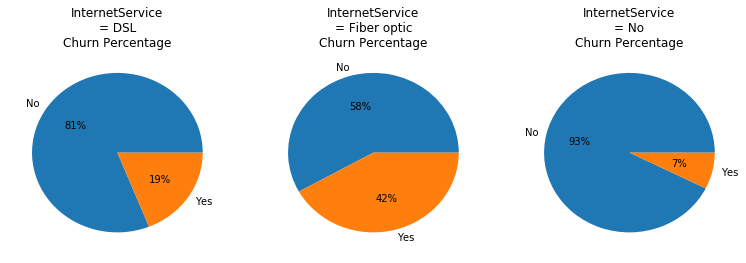 InternetService
= DSL
Churn Percentage
No
81%
19%
Yes
InternetService
= Fiber optic
Churn Percentage
No
58%
42%
Yes
InternetService
= No
Churn Percentage
No
93%
7%
Yes